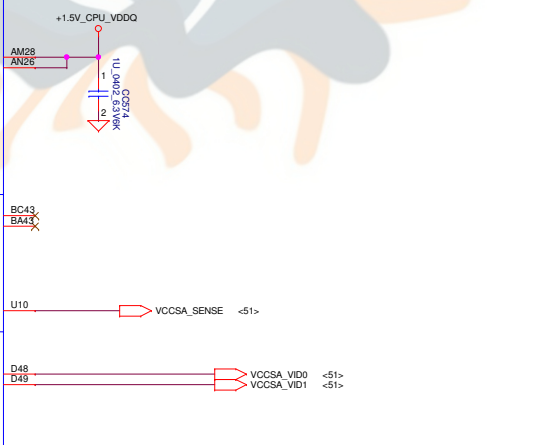 +1.5V_CPU_VDDQ
AM28
AN26
1
1U_0402_6.3V6K
CC574
2
BC43
BA43
U10
VCCSA_SENSE <51>
D48
VCCSA_VID0 <51>
D49
VCCSA_VID1 <51>